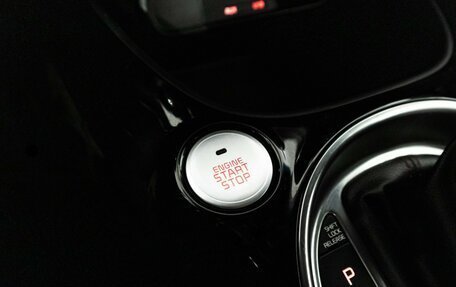 ENGINE
START
STOP
SHIFT
LOCK
RELEASE
P